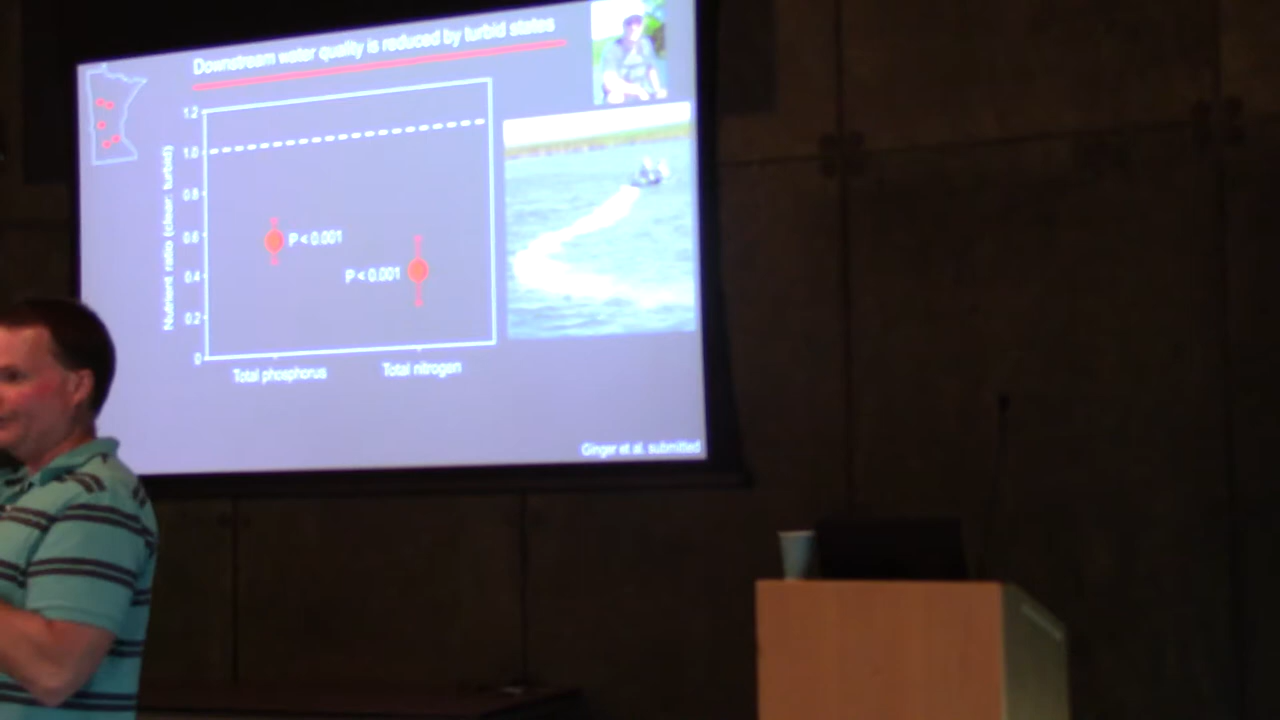 Downstream water quality is reduced by turbid states
Nutrient ratio (clear: turbid)
1.2
1.0
0.8
0.6
0.4
0.2
0
P < 0.001
P < 0.001
Total phosphorus
Total nitrogen
Ginger et al. submitted